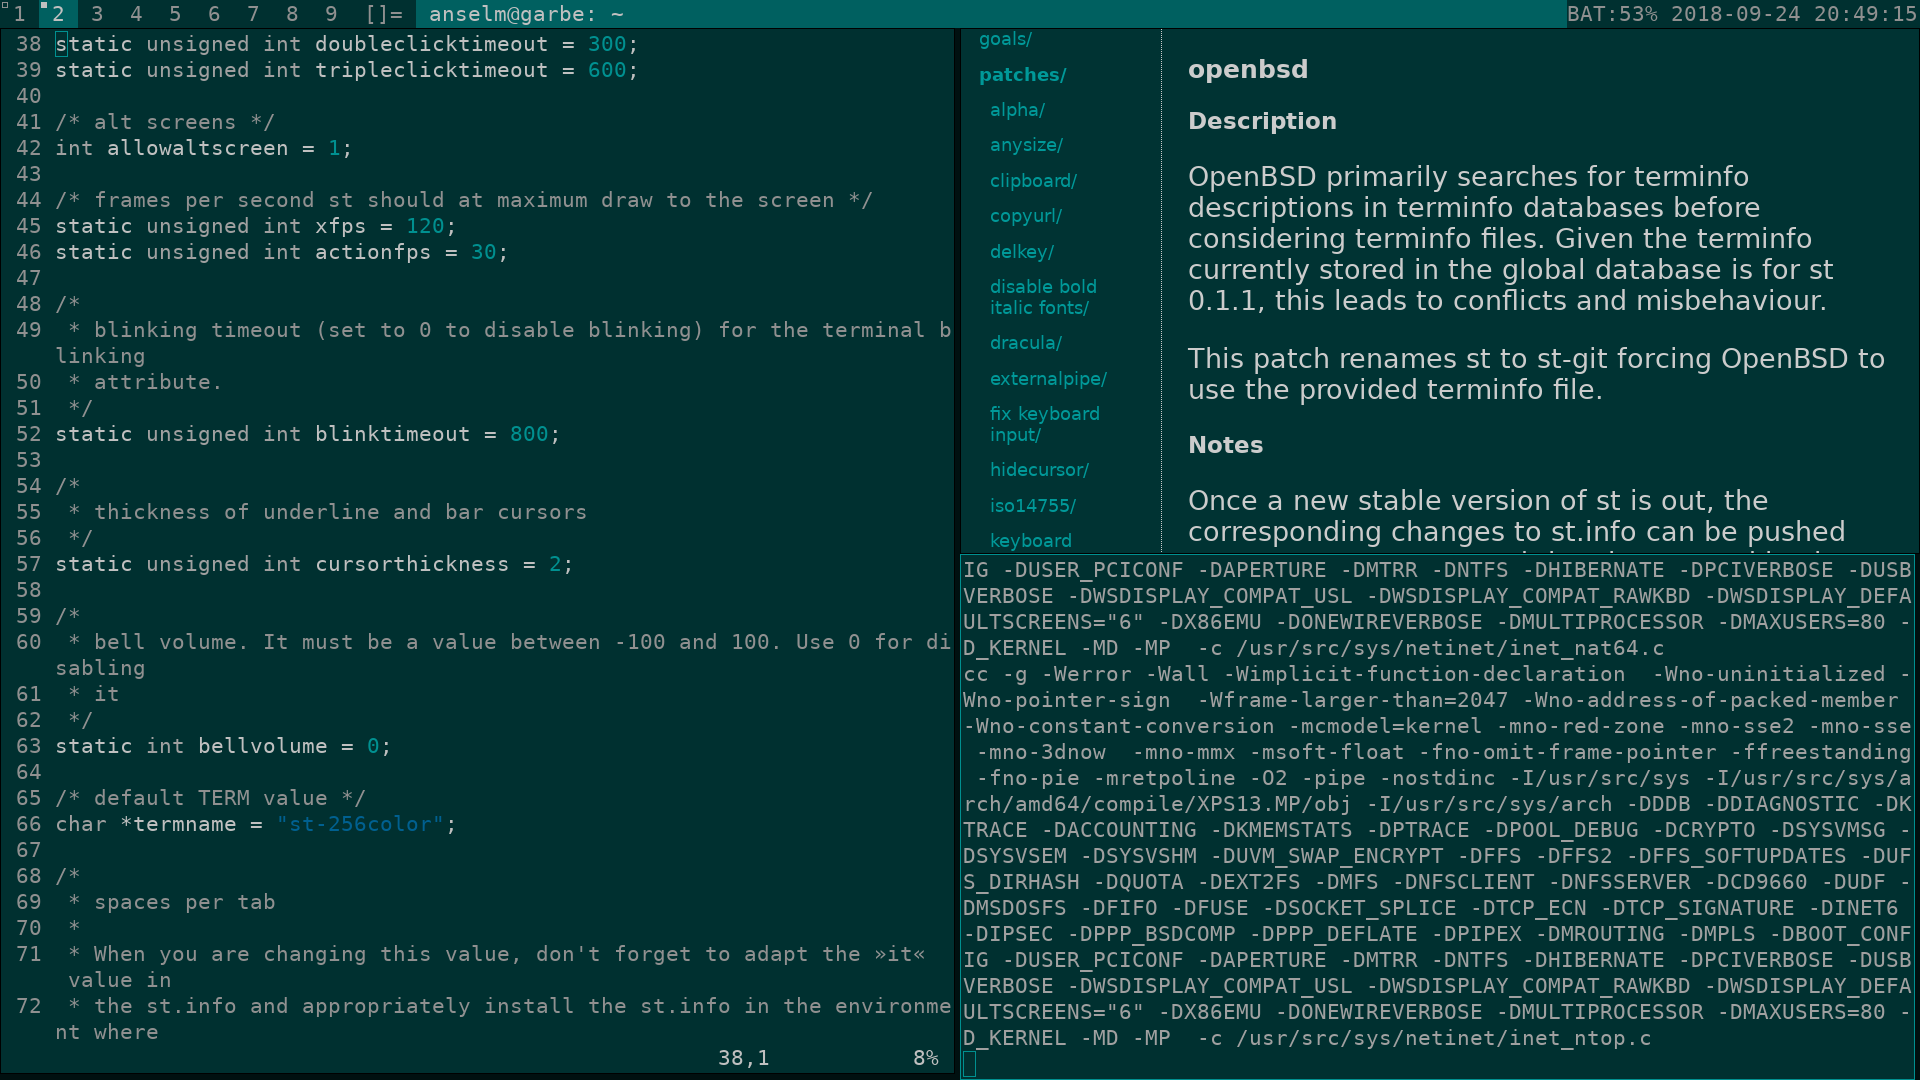 1 2 3 4 5 6 7 8 9 []= anselm@garbe: ~ BAT:53% 2018-09-24 20:49:15
38 static unsigned int doubleclicktimeout = 300;
39 static unsigned int tripleclicktimeout = 600;
40
41 /* alt screens */
42 int allowaltscreen = 1;
43
44 /* frames per second st should at maximum draw to the screen */
45 static unsigned int xfps = 120;
46 static unsigned int actionfps = 30;
47
48 /*
49  * blinking timeout (set to 0 to disable blinking) for the terminal b
linking
50  * attribute.
51  */
52 static unsigned int blinktimeout = 800;
53
54 /*
55  * thickness of underline and bar cursors
56  */
57 static unsigned int cursorthickness = 2;
58
59 /*
60  * bell volume. It must be a value between -100 and 100. Use 0 for di
sabling
61  * it
62  */
63 static int bellvolume = 0;
64
65 /* default TERM value */
66 char *termname = "st-256color";
67
68 /*
69  * spaces per tab
70  *
71  * When you are changing this value, don't forget to adapt the »it«
 value in
72  * the st.info and appropriately install the st.info in the environme
nt where
38,1 8%
goals/
patches/
alpha/
anysize/
clipboard/
copyurl/
delkey/
disable bold
italic fonts/
dracula/
externalpipe/
fix keyboard
input/
hidecursor/
iso14755/
keyboard
openbsd
Description
OpenBSD primarily searches for terminfo
descriptions in terminfo databases before
considering terminfo files. Given the terminfo
currently stored in the global database is for st
0.1.1, this leads to conflicts and misbehaviour.
This patch renames st to st-git forcing OpenBSD to
use the provided terminfo file.
Notes
Once a new stable version of st is out, the
corresponding changes to st.info can be pushed
IG -DUSER_PCICONF -DAPERTURE -DMTRR -DNTFS -DHIBERNATE -DPCIVERBOSE -DUSB
VERBOSE -DWSDISPLAY_COMPAT_USL -DWSDISPLAY_COMPAT_RAWKBD -DWSDISPLAY_DEFA
ULTSCREENS="6" -DX86EMU -DONEWIREVERBOSE -DMULTIPROCESSOR -DMAXUSERS=80 -
D_KERNEL -MD -MP  -c /usr/src/sys/netinet/inet_nat64.c
cc -g -Werror -Wall -Wimplicit-function-declaration  -Wno-uninitialized -
Wno-pointer-sign  -Wframe-larger-than=2047 -Wno-address-of-packed-member
-Wno-constant-conversion -mcmodel=kernel -mno-red-zone -mno-sse2 -mno-sse
 -mno-3dnow  -mno-mmx -msoft-float -fno-omit-frame-pointer -ffreestanding
 -fno-pie -mretpoline -O2 -pipe -nostdinc -I/usr/src/sys -I/usr/src/sys/a
rch/amd64/compile/XPS13.MP/obj -I/usr/src/sys/arch -DDDB -DDIAGNOSTIC -DK
TRACE -DACCOUNTING -DKMEMSTATS -DPTRACE -DPOOL_DEBUG -DCRYPTO -DSYSVMSG -
DSYSVSEM -DSYSVSHM -DUVM_SWAP_ENCRYPT -DFFS -DFFS2 -DFFS_SOFTUPDATES -DUF
S_DIRHASH -DQUOTA -DEXT2FS -DMFS -DNFSCLIENT -DNFSSERVER -DCD9660 -DUDF -
DMSDOSFS -DFIFO -DFUSE -DSOCKET_SPLICE -DTCP_ECN -DTCP_SIGNATURE -DINET6
-DIPSEC -DPPP_BSDCOMP -DPPP_DEFLATE -DPIPEX -DMROUTING -DMPLS -DBOOT_CONF
IG -DUSER_PCICONF -DAPERTURE -DMTRR -DNTFS -DHIBERNATE -DPCIVERBOSE -DUSB
VERBOSE -DWSDISPLAY_COMPAT_USL -DWSDISPLAY_COMPAT_RAWKBD -DWSDISPLAY_DEFA
ULTSCREENS="6" -DX86EMU -DONEWIREVERBOSE -DMULTIPROCESSOR -DMAXUSERS=80 -
D_KERNEL -MD -MP  -c /usr/src/sys/netinet/inet_ntop.c